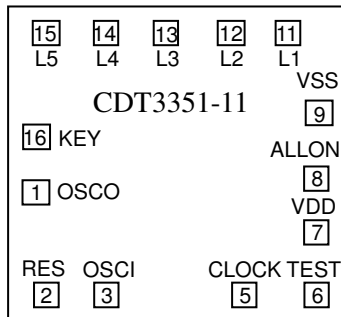 15 14 13 12 11
L5 L4 L3 L2 L1
VSS
CDT3351-11
9
16 KEY
ALLON
8
1 OSCO
VDD
7
RES OSCI CLOCK TEST
2 3 5 6